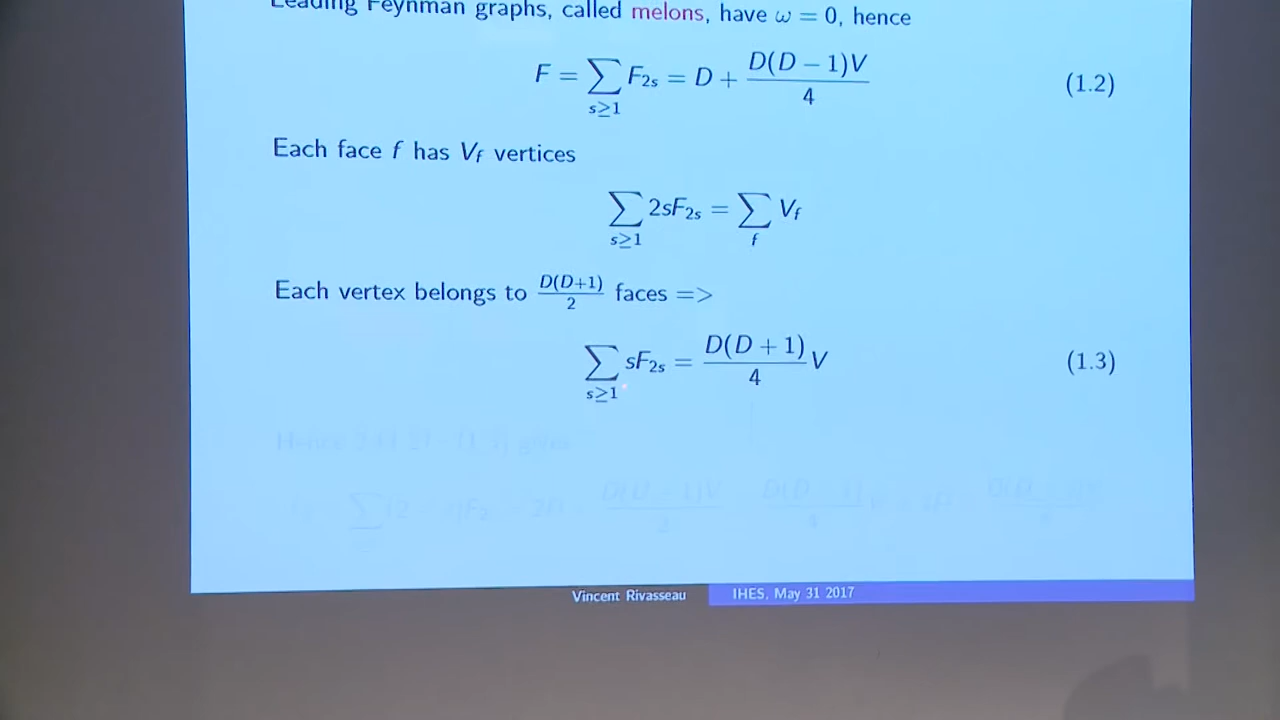 Leading Feynman graphs, called melons, have ω = 0, hence
F = ∑_{s≥1} F_{2s} = D + D(D − 1)V / 4 (1.2)
Each face f has V_f vertices
∑_{s≥1} 2sF_{2s} = ∑_f V_f
Each vertex belongs to D(D+1)/2 faces =>
∑_{s≥1} sF_{2s} = D(D + 1)/4 V (1.3)
Vincent Rivasseau IHES, May 31 2017